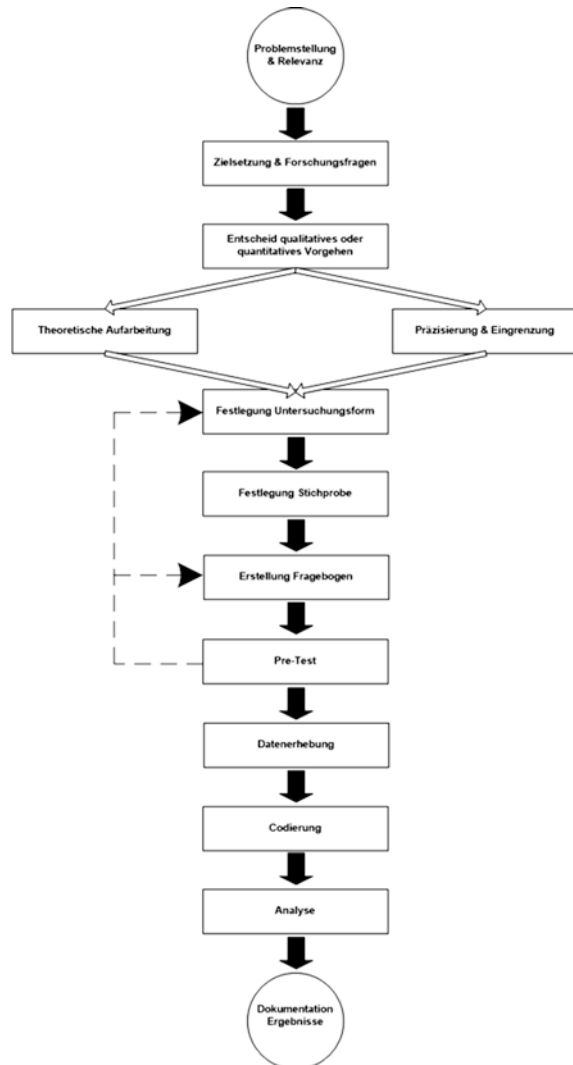 Problemstellung
& Relevanz
Zielsetzung & Forschungsfragen
Entscheid qualitatives oder
quantitatives Vorgehen
Theoretische Aufarbeitung
Präzisierung & Eingrenzung
Festlegung Untersuchungsform
Festlegung Stichprobe
Erstellung Fragebogen
Pre-Test
Datenerhebung
Codierung
Analyse
Dokumentation
Ergebnisse